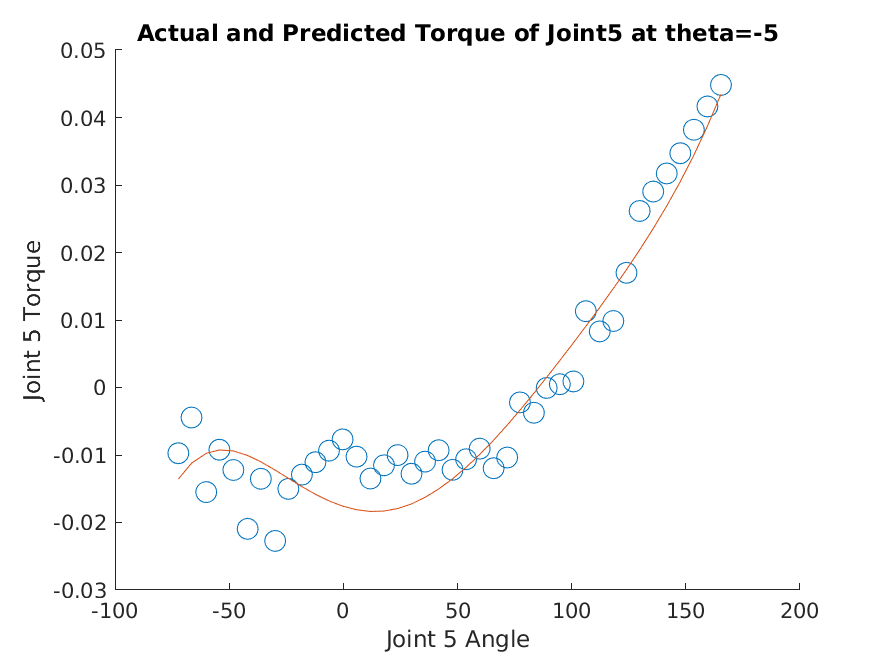 Actual and Predicted Torque of Joint5 at theta=-5
0.05
0.04
0.03
0.02
0.01
0
-0.01
-0.02
-0.03
Joint 5 Torque
-100 -50 0 50 100 150 200
Joint 5 Angle